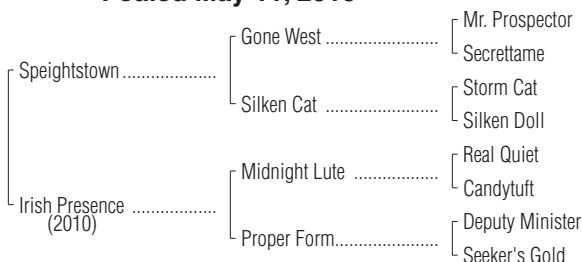 Mr. Prospector
Gone West
Secrettame
Speightstown
Storm Cat
Silken Cat
Silken Doll
Real Quiet
Midnight Lute
Candytuft
Irish Presence
(2010)
Deputy Minister
Proper Form
Seeker's Gold